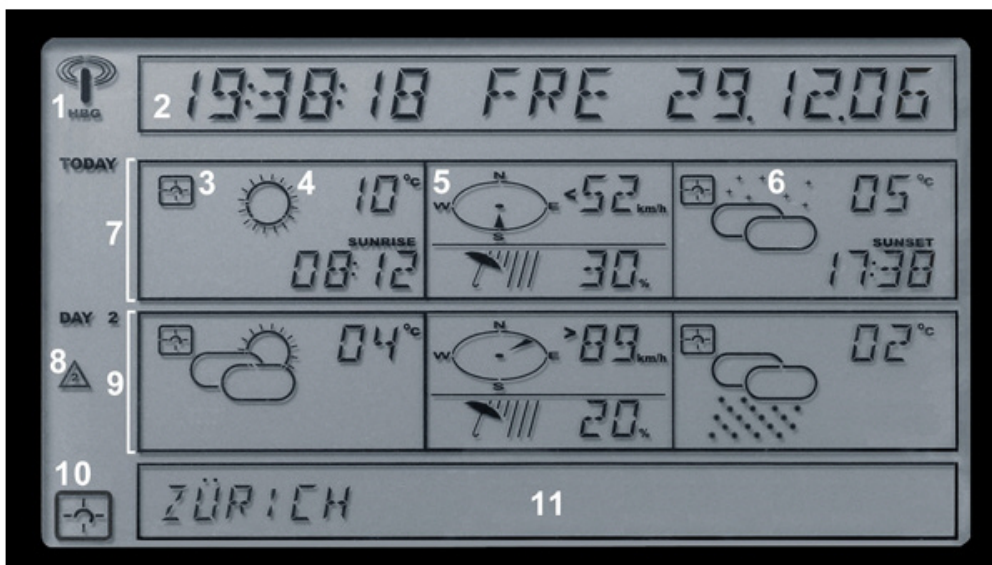 1 HBG
2 19:38:18 FRE 29.12.06
TODAY
7
3 4 10 °C
SUNRISE
08:12
5 N W E S <52 km/h
30 %
6 05 °C
SUNSET
17:38
DAY 2
8 2
9
04 °C
N W E S >89 km/h
20 %
02 °C
10
ZÜRICH 11